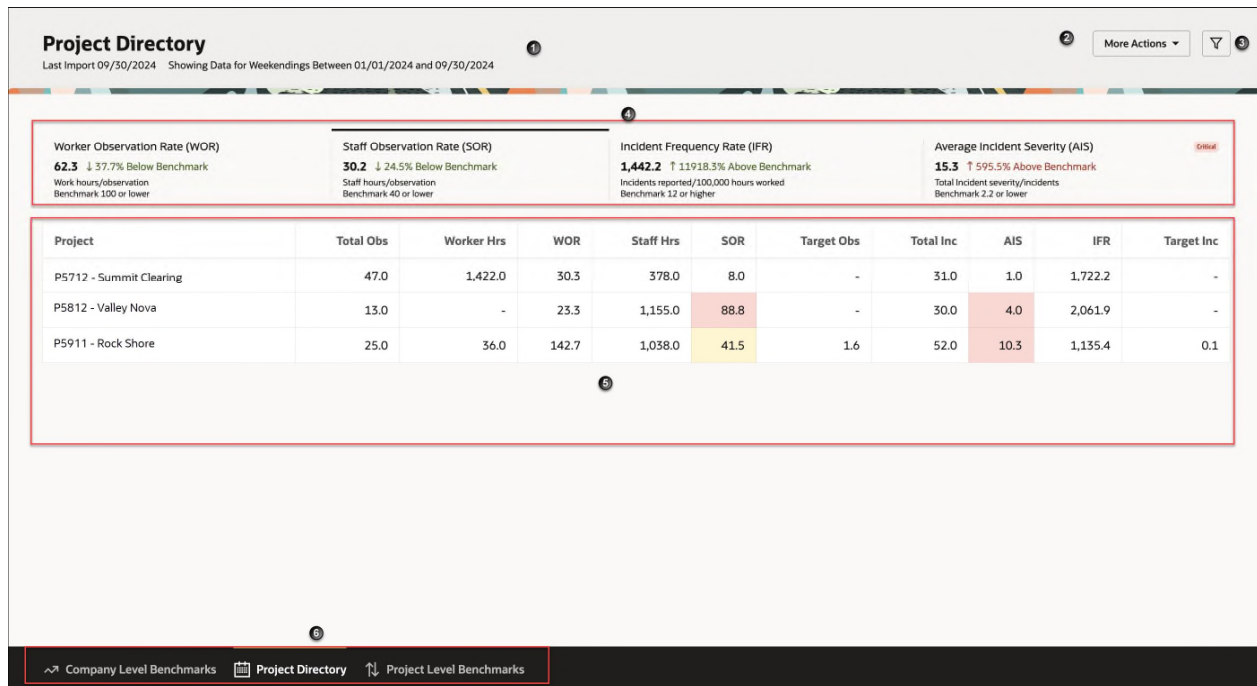 Project Directory
Last Import 09/30/2024 Showing Data for Weekendings Between 01/01/2024 and 09/30/2024
1
2
More Actions
3
4
Worker Observation Rate (WOR)
62.3 ↓ 37.7% Below Benchmark
Work hours/observation
Benchmark 100 or lower
Staff Observation Rate (SOR)
30.2 ↓ 24.5% Below Benchmark
Staff hours/observation
Benchmark 40 or lower
Incident Frequency Rate (IFR)
1,442.2 ↑ 11918.3% Above Benchmark
Incidents reported/100,000 hours worked
Benchmark 12 or higher
Average Incident Severity (AIS)
Critical
15.3 ↑ 595.5% Above Benchmark
Total Incident severity/incidents
Benchmark 2.2 or lower
Project Total Obs Worker Hrs WOR Staff Hrs SOR Target Obs Total Inc AIS IFR Target Inc
P5712 - Summit Clearing 47.0 1,422.0 30.3 378.0 8.0 - 31.0 1.0 1,722.2 -
P5812 - Valley Nova 13.0 - 23.3 1,155.0 88.8 - 30.0 4.0 2,061.9 -
P5911 - Rock Shore 25.0 36.0 142.7 1,038.0 41.5 1.6 52.0 10.3 1,135.4 0.1
5
6
Company Level Benchmarks Project Directory Project Level Benchmarks